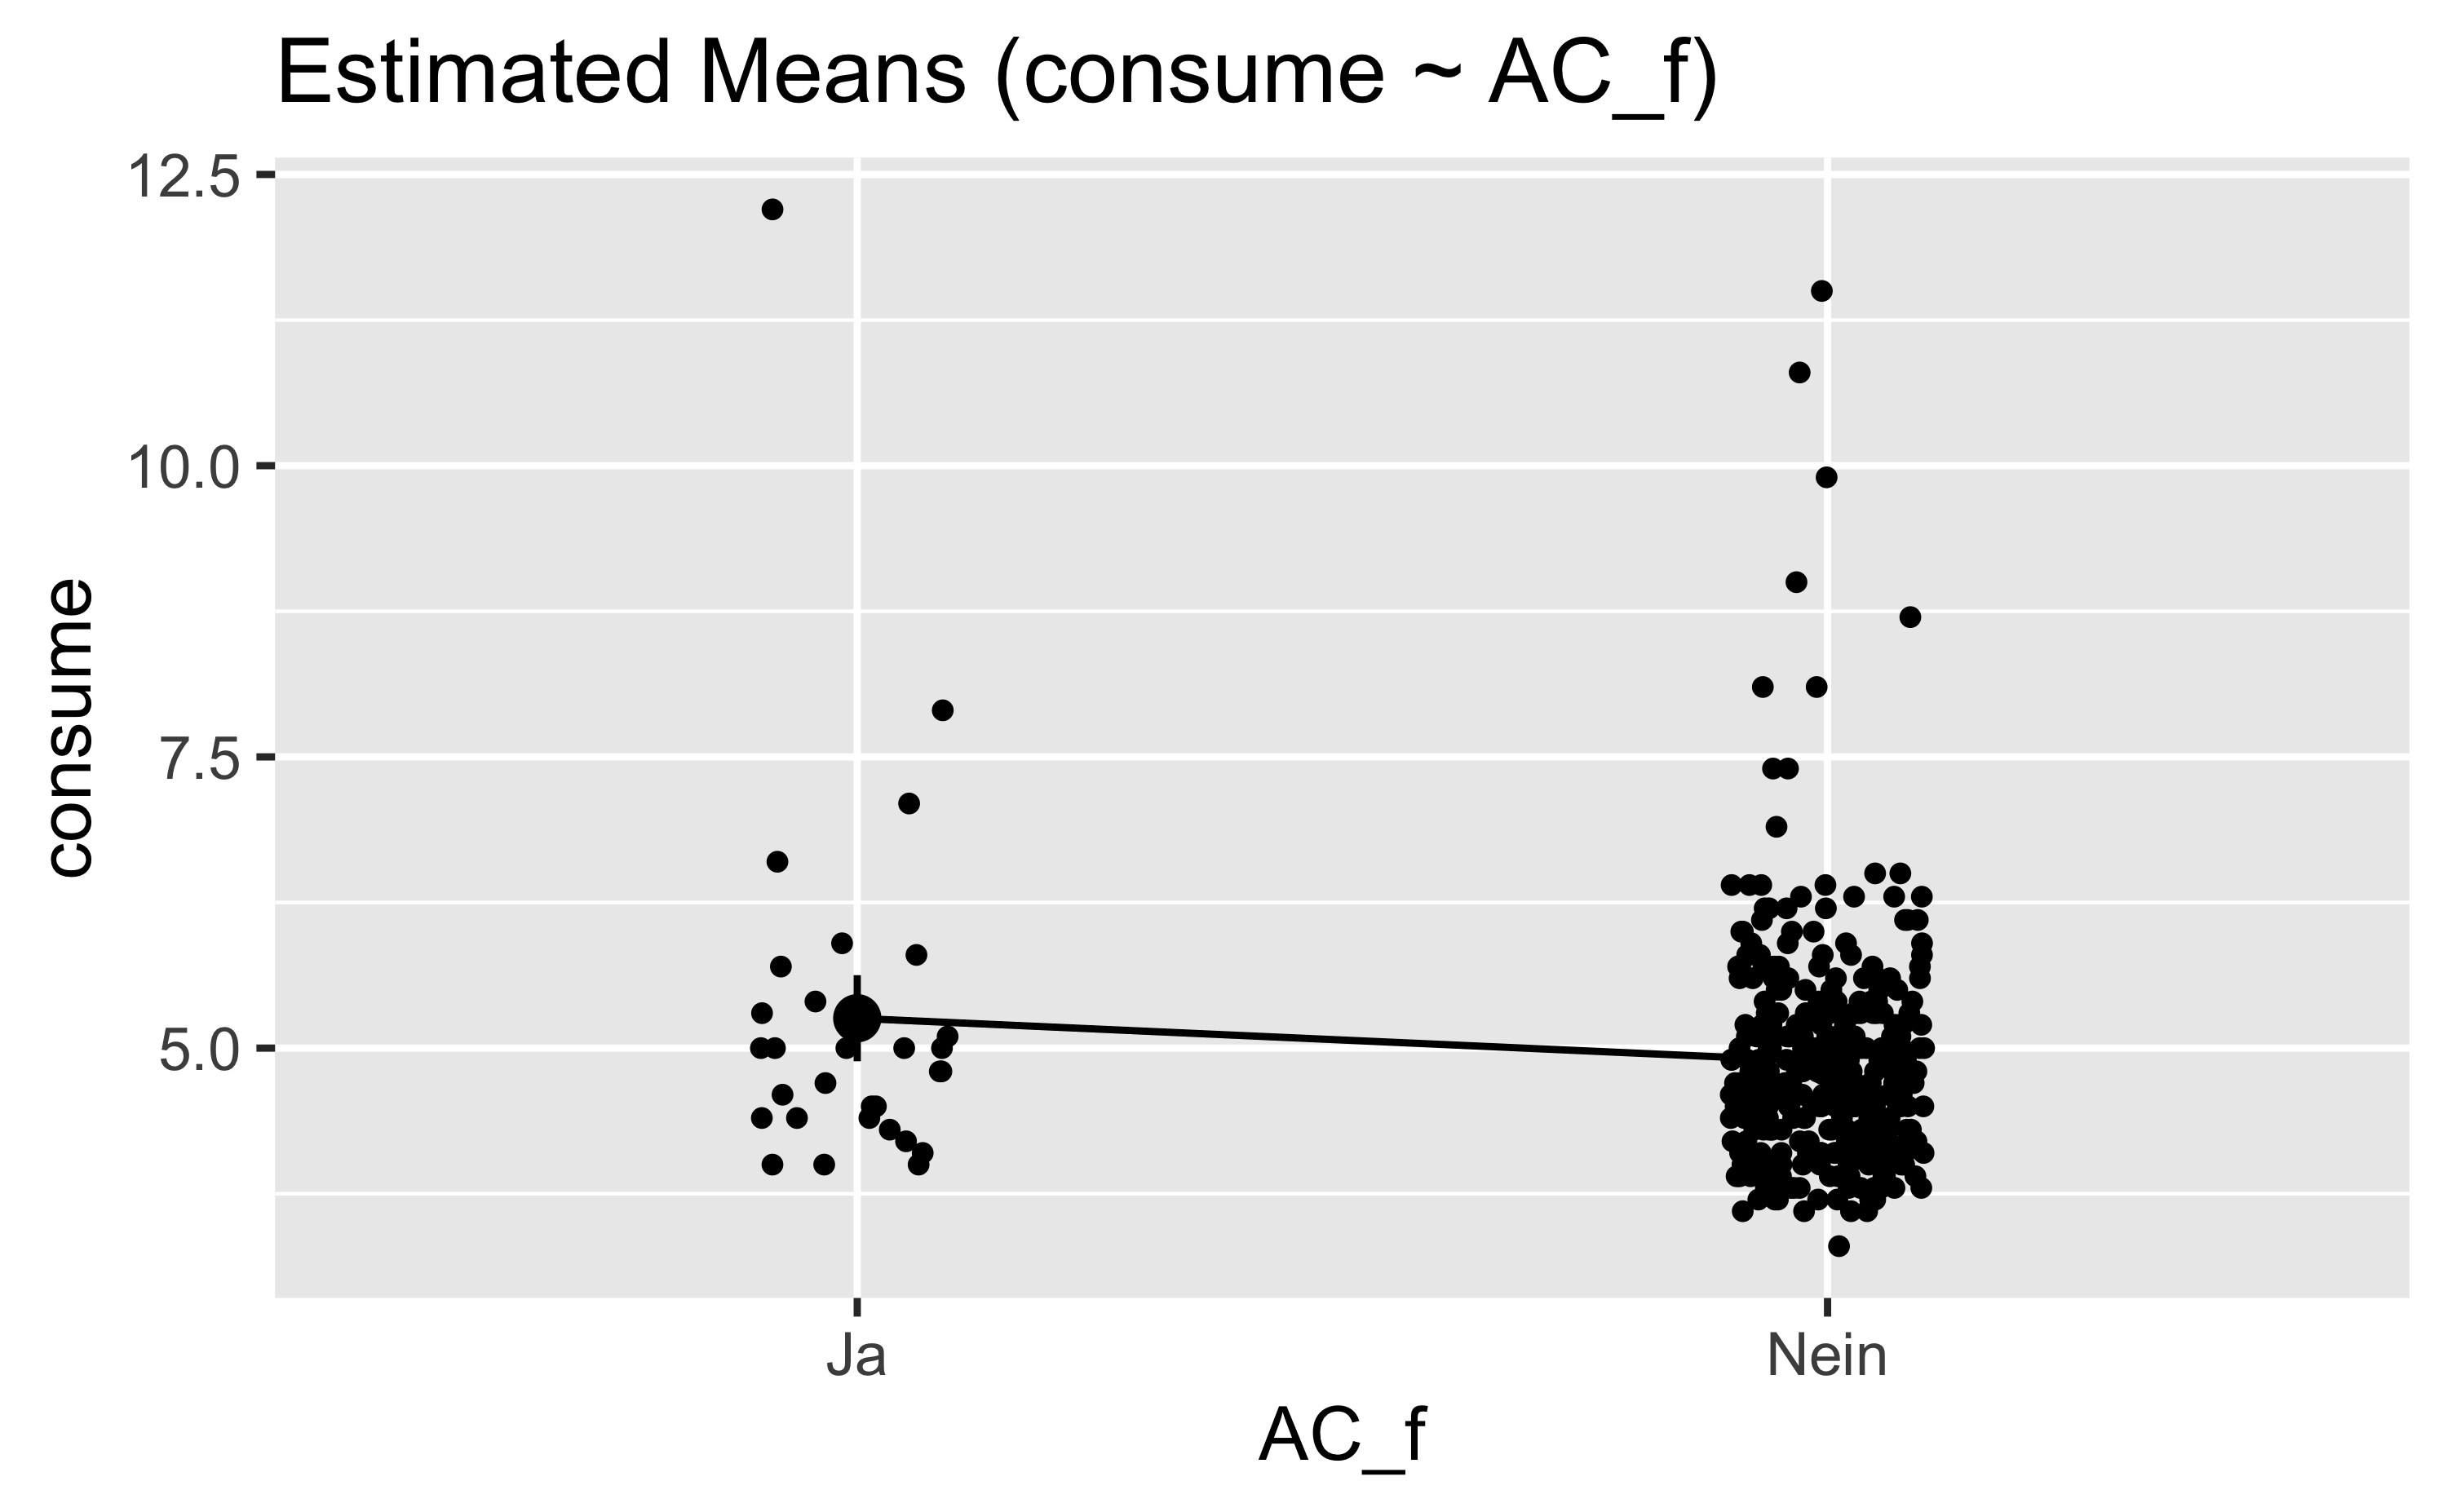 Estimated Means (consume ~ AC_f)
12.5
10.0
7.5
5.0
consume
Ja
Nein
AC_f